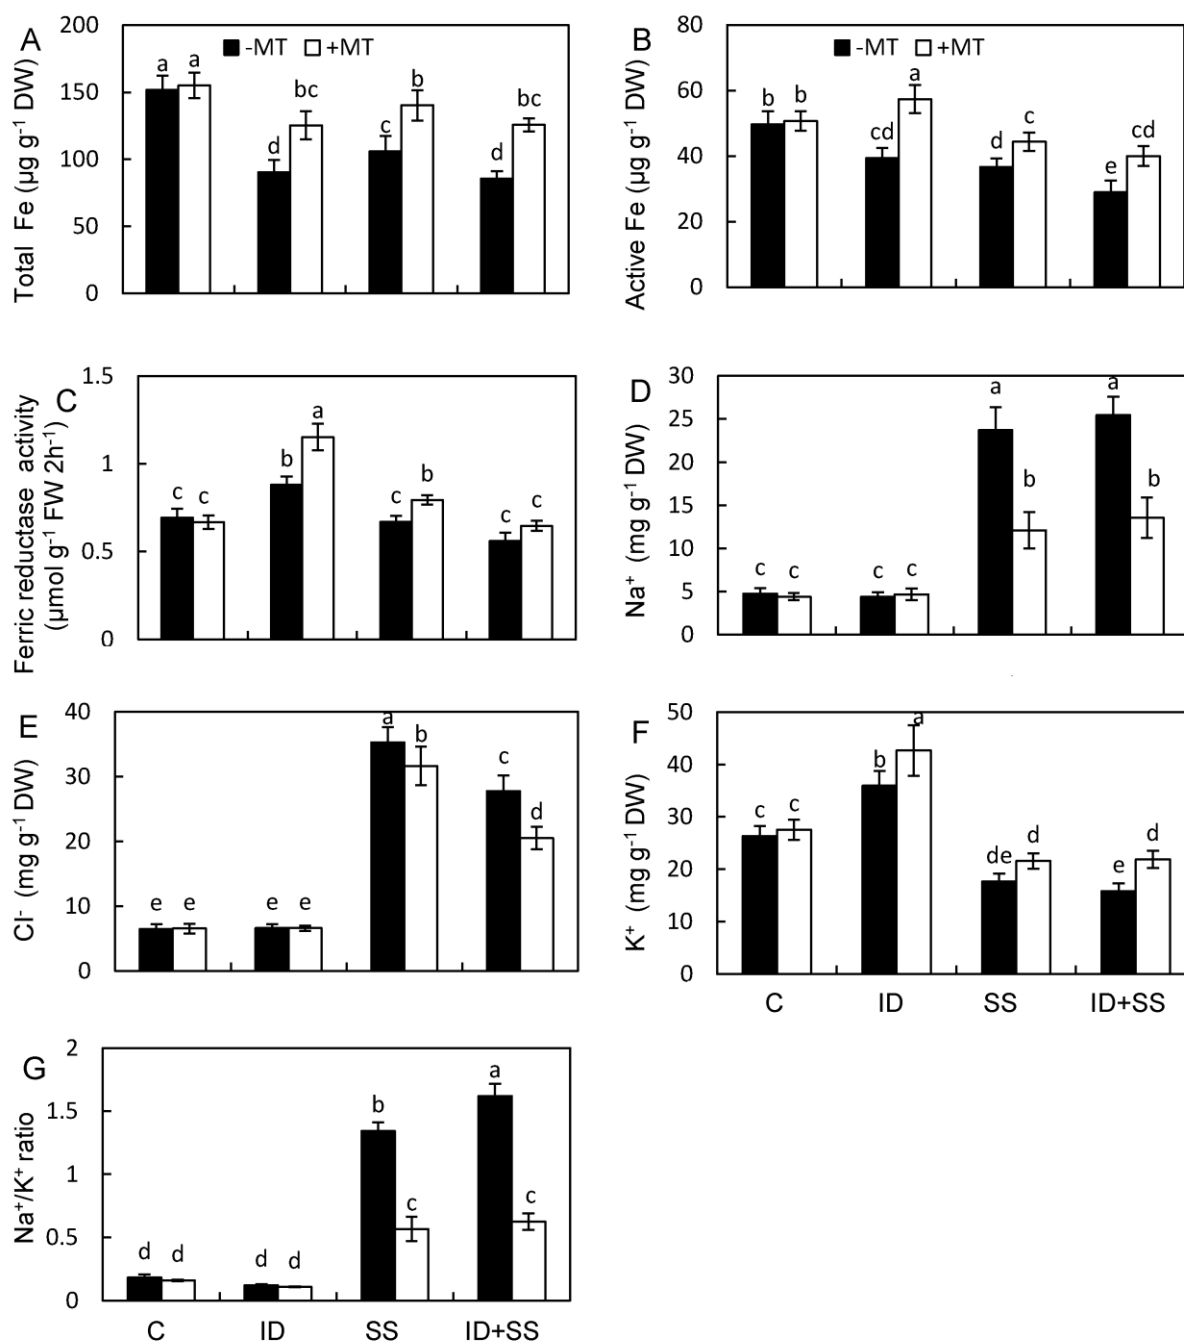 A
Total Fe (µg g⁻¹ DW)
200
150
100
50
0
-MT +MT
a a d bc c b d bc
B
Active Fe (µg g⁻¹ DW)
80
60
40
20
0
-MT +MT
b b cd a d c e cd
C
Ferric reductase activity
(µmol g⁻¹ FW 2h⁻¹)
1.5
1
0.5
0
c c b a c b c c
D
Na⁺ (mg g⁻¹ DW)
30
25
20
15
10
5
0
c c c c a b a b
E
Cl⁻ (mg g⁻¹ DW)
40
30
20
10
0
e e e e a b c d
F
K⁺ (mg g⁻¹ DW)
50
40
30
20
10
0
c c b a de d e d
C ID SS ID+SS
G
Na⁺/K⁺ ratio
2
1.5
1
0.5
0
d d d d b c a c
C ID SS ID+SS